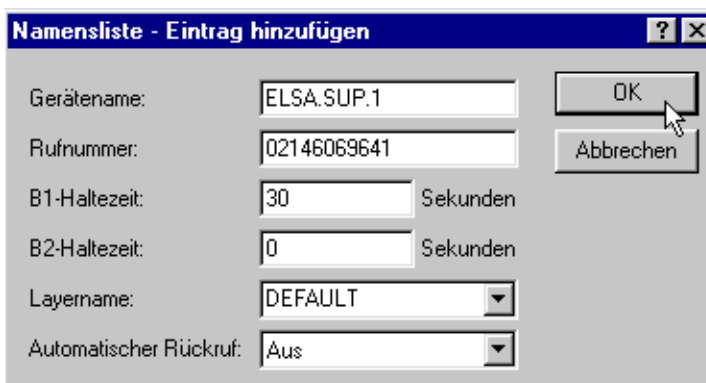 Namensliste - Eintrag hinzufügen
Gerätename: ELSA.SUP.1 OK
Rufnummer: 02146069641 Abbrechen
B1-Haltezeit: 30 Sekunden
B2-Haltezeit: 0 Sekunden
Layername: DEFAULT
Automatischer Rückruf: Aus